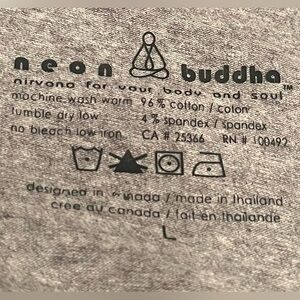 neon buddha™
nirvana for your body and soul
machine wash warm 96% cotton / coton
tumble dry low 4% spandex / spandex
no bleach low iron CA # 25366 RN # 100492
designed in canada / made in thailand
cree au canada / fait en thailande
L